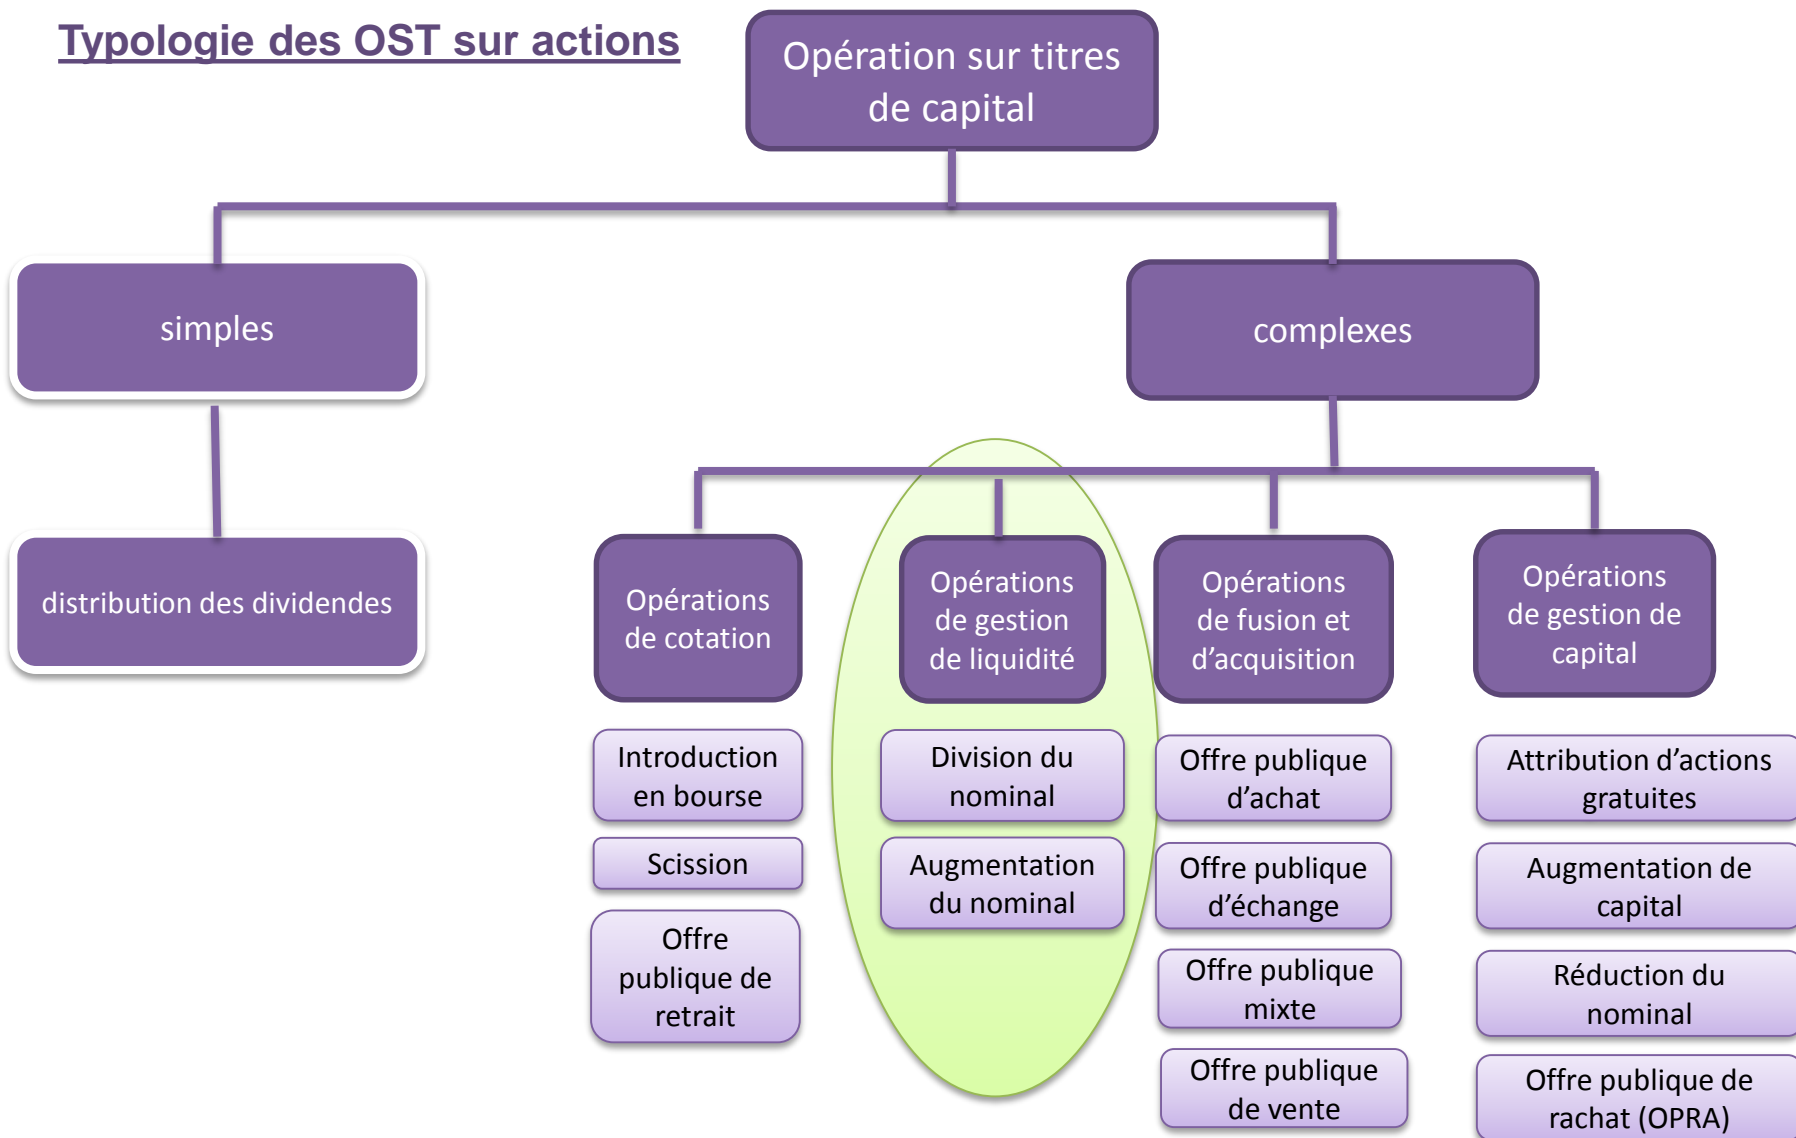 Typologie des OST sur actions
Opération sur titres
de capital
simples
complexes
distribution des dividendes
Opérations
de cotation
Opérations
de gestion
de liquidité
Opérations
de fusion et
d’acquisition
Opérations
de gestion de
capital
Introduction
en bourse
Scission
Offre
publique de
retrait
Division du
nominal
Augmentation
du nominal
Offre publique
d’achat
Offre publique
d’échange
Offre publique
mixte
Offre publique
de vente
Attribution d’actions
gratuites
Augmentation de
capital
Réduction du
nominal
Offre publique de
rachat (OPRA)